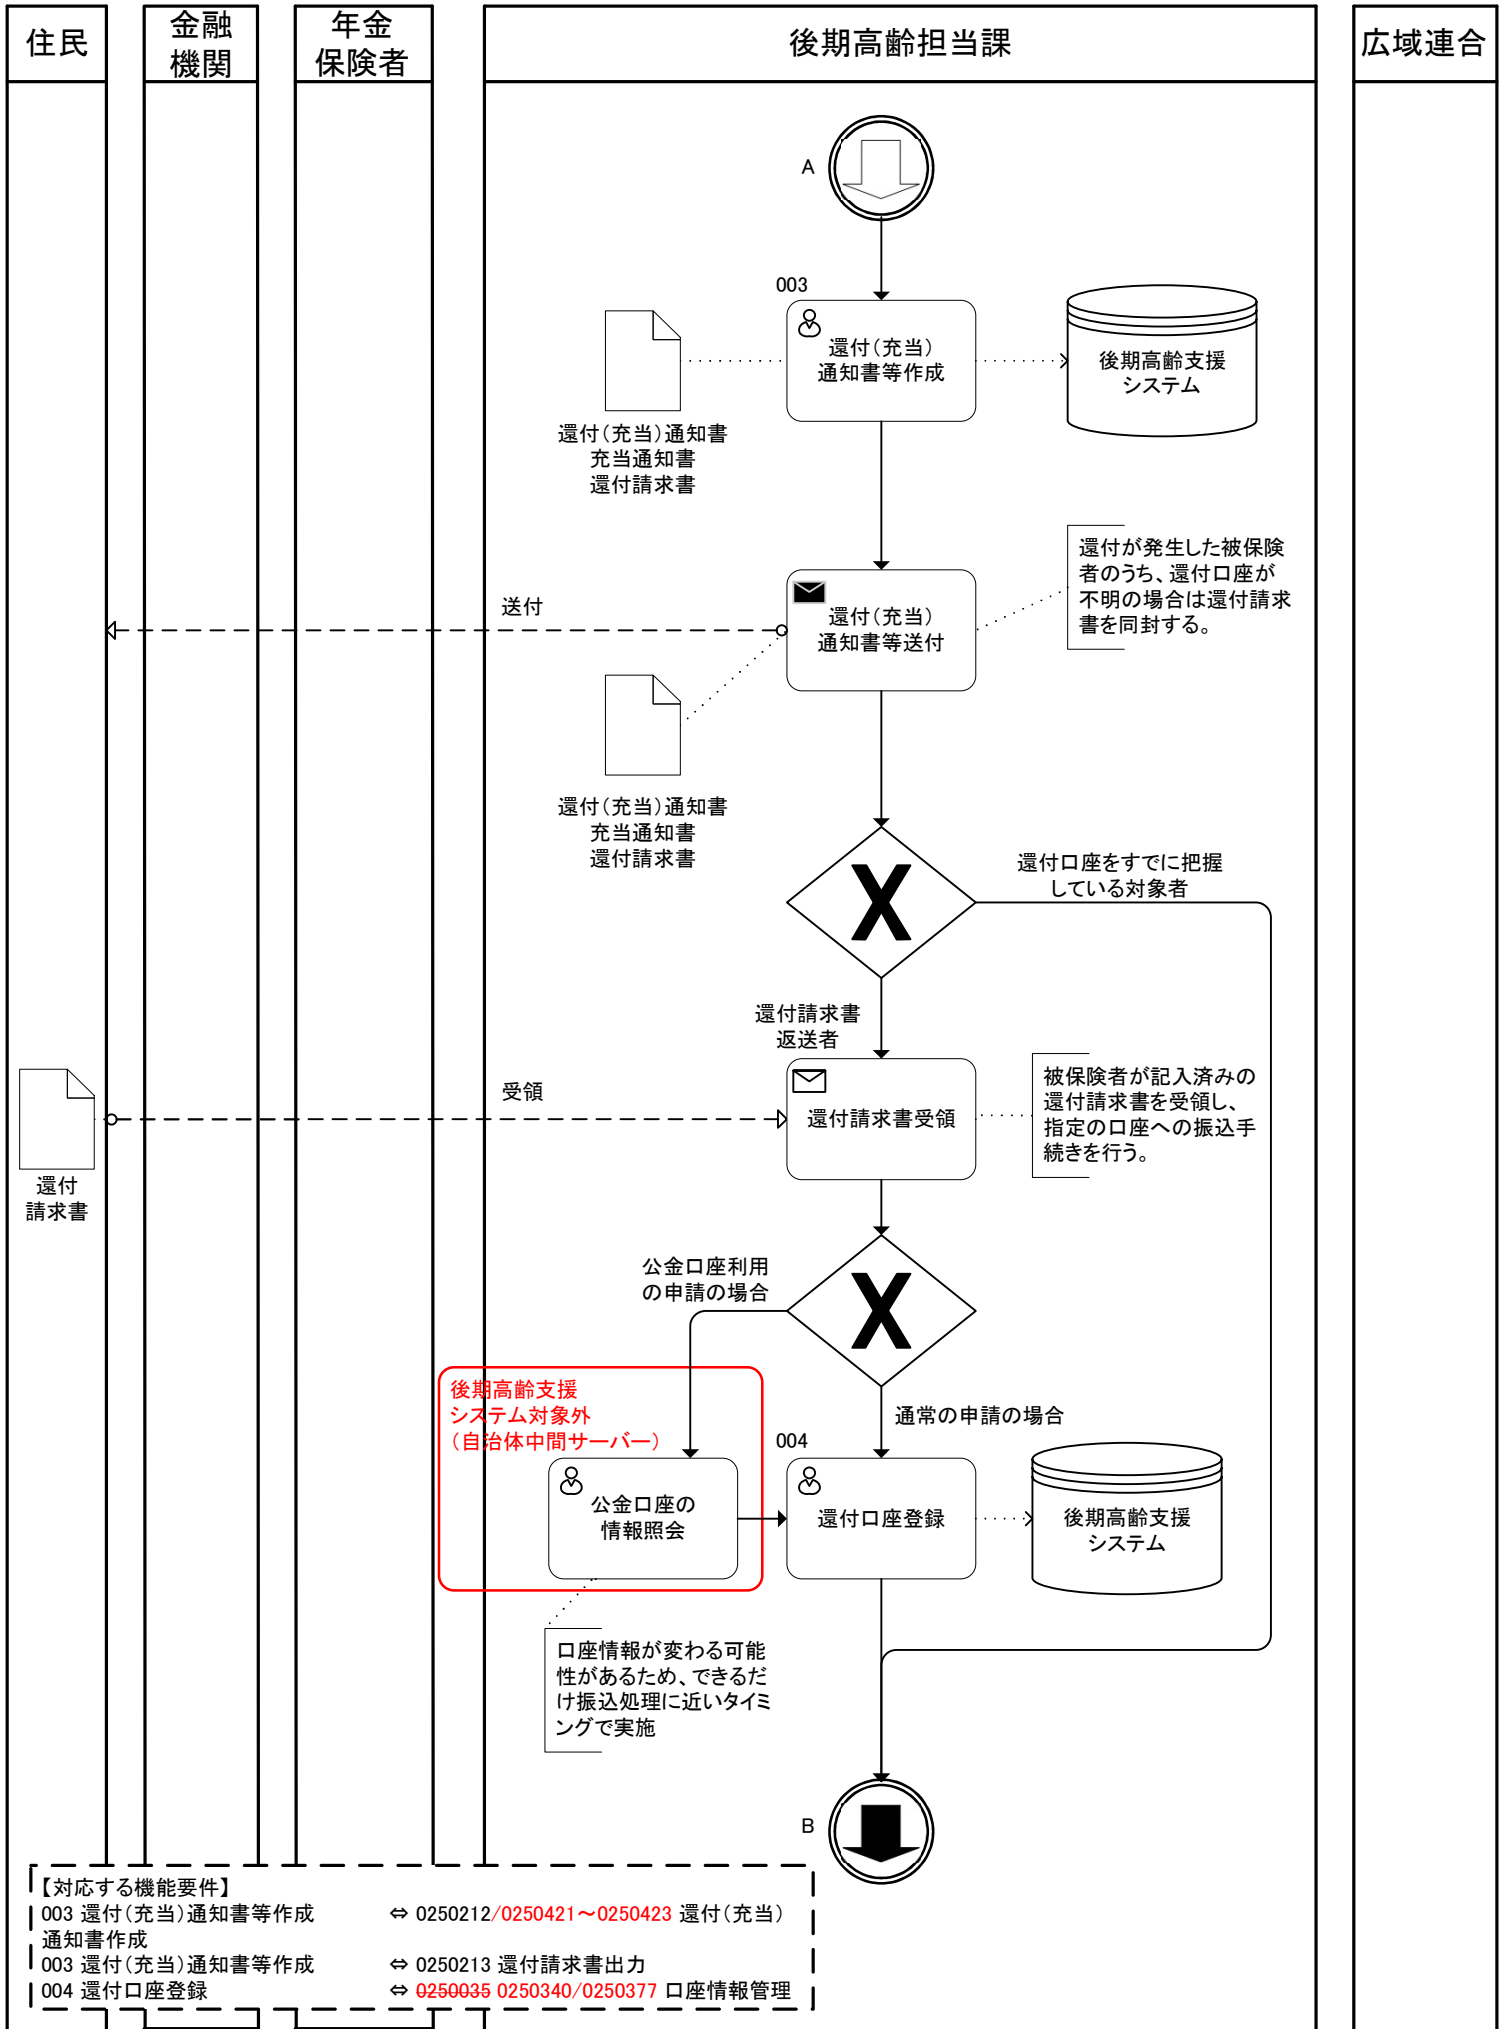 住民
金融
機関
年金
保険者
後期高齢担当課
広域連合
A
003
還付(充当)
通知書等作成
後期高齢支援
システム
還付(充当)通知書
充当通知書
還付請求書
送付
還付(充当)
通知書等送付
還付が発生した被保険
者のうち、還付口座が
不明の場合は還付請求
書を同封する。
還付(充当)通知書
充当通知書
還付請求書
X
還付口座をすでに把握
している対象者
還付請求書
返送者
受領
還付請求書受領
被保険者が記入済みの
還付請求書を受領し、
指定の口座への振込手
続きを行う。
還付
請求書
公金口座利用
の申請の場合
X
通常の申請の場合
後期高齢支援
システム対象外
(自治体中間サーバー)
公金口座の
情報照会
004
還付口座登録
後期高齢支援
システム
口座情報が変わる可能
性があるため、できるだ
け振込処理に近いタイミ
ングで実施
B
【対応する機能要件】
003 還付(充当)通知書等作成 ⇔ 0250212/0250421～0250423 還付(充当)
通知書作成
003 還付(充当)通知書等作成 ⇔ 0250213 還付請求書出力
004 還付口座登録 ⇔ 0250035 0250340/0250377 口座情報管理